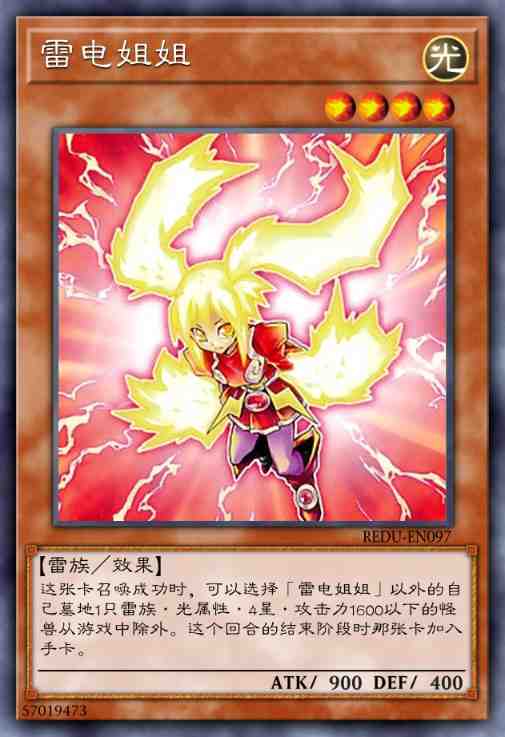 雷电姐姐
光
REDU-EN097
【雷族／效果】
这张卡召唤成功时，可以选择「雷电姐姐」以外的自
己墓地1只雷族·光属性·4星·攻击力1600以下的怪
兽从游戏中除外。这个回合的结束阶段时那张卡加入
手卡。
ATK/ 900 DEF/ 400
57019473